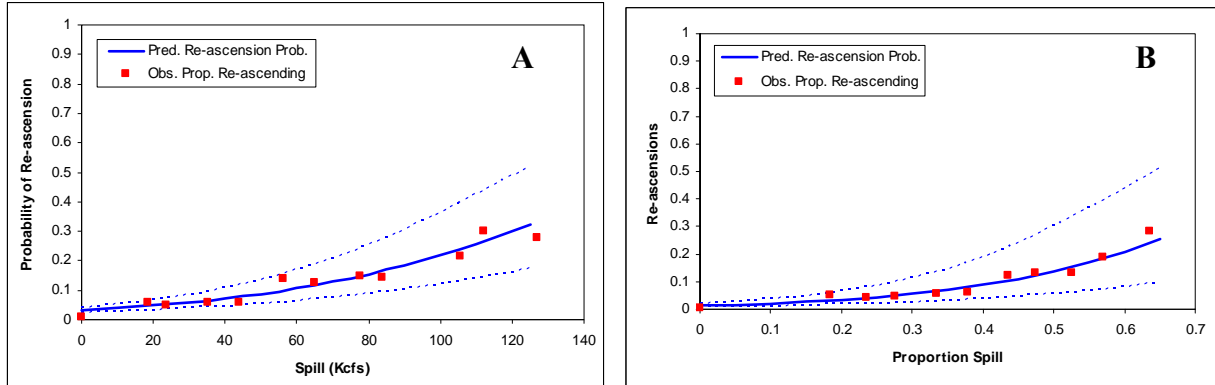 Probability of Re-ascension
1
0.9
0.8
0.7
0.6
0.5
0.4
0.3
0.2
0.1
0
Pred. Re-ascension Prob.
Obs. Prop. Re-ascending
A
0 20 40 60 80 100 120 140
Spill (Kcfs)
Re-ascensions
1
0.9
0.8
0.7
0.6
0.5
0.4
0.3
0.2
0.1
0
Pred. Re-ascension Prob.
Obs. Prop. Re-ascending
B
0 0.1 0.2 0.3 0.4 0.5 0.6 0.7
Proportion Spill